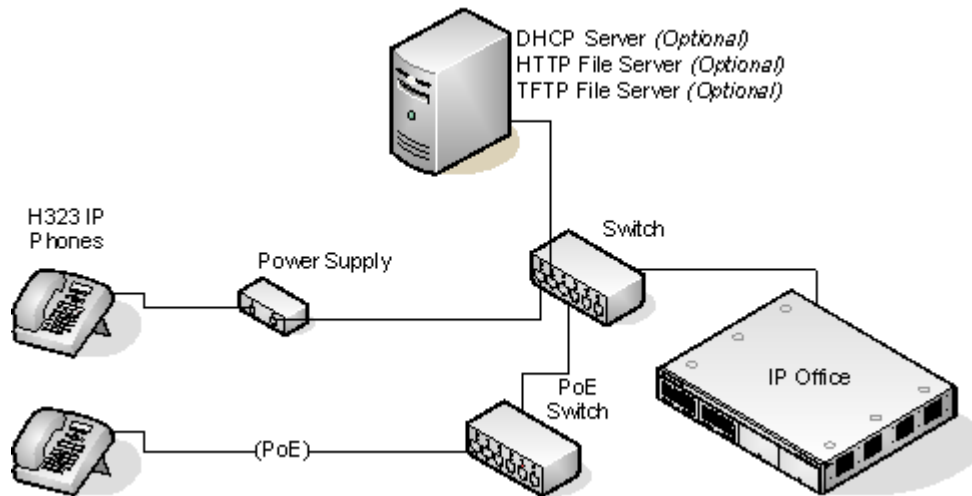 DHCP Server (Optional)
HTTP File Server (Optional)
TFTP File Server (Optional)
H323 IP
Phones
Power Supply
Switch
IP Office
PoE
Switch
(PoE)